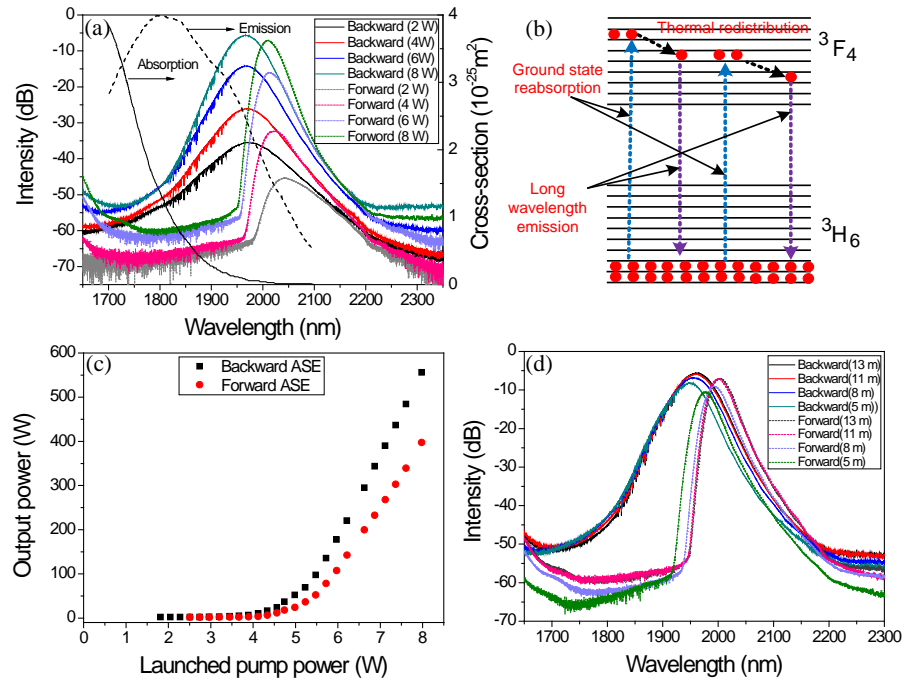 (a)
Intensity (dB)
0
-10
-20
-30
-40
-50
-60
-70
1700 1800 1900 2000 2100 2200 2300
Wavelength (nm)
4
3
2
1
0
Cross-section (10⁻²⁵m²)
Absorption
Emission
Backward (2 W)
Backward (4W)
Backward (6W)
Backward (8 W)
Forward (2 W)
Forward (4 W)
Forward (6 W)
Forword (8 W)
(b)
Thermal redistribution
³F₄
Ground state
reabsorption
Long
wavelength
emission
³H₆
(c)
Output power (W)
600
500
400
300
200
100
0
0 1 2 3 4 5 6 7 8 9
Launched pump power (W)
Backward ASE
Forward ASE
(d)
Intensity (dB)
0
-10
-20
-30
-40
-50
-60
-70
1700 1800 1900 2000 2100 2200 2300
Wavelength (nm)
Backward(13 m)
Backward(11 m)
Backward(8 m)
Backward(5 m))
Forward(13 m)
Forward(11 m)
Forward(8 m)
Forward(5 m)